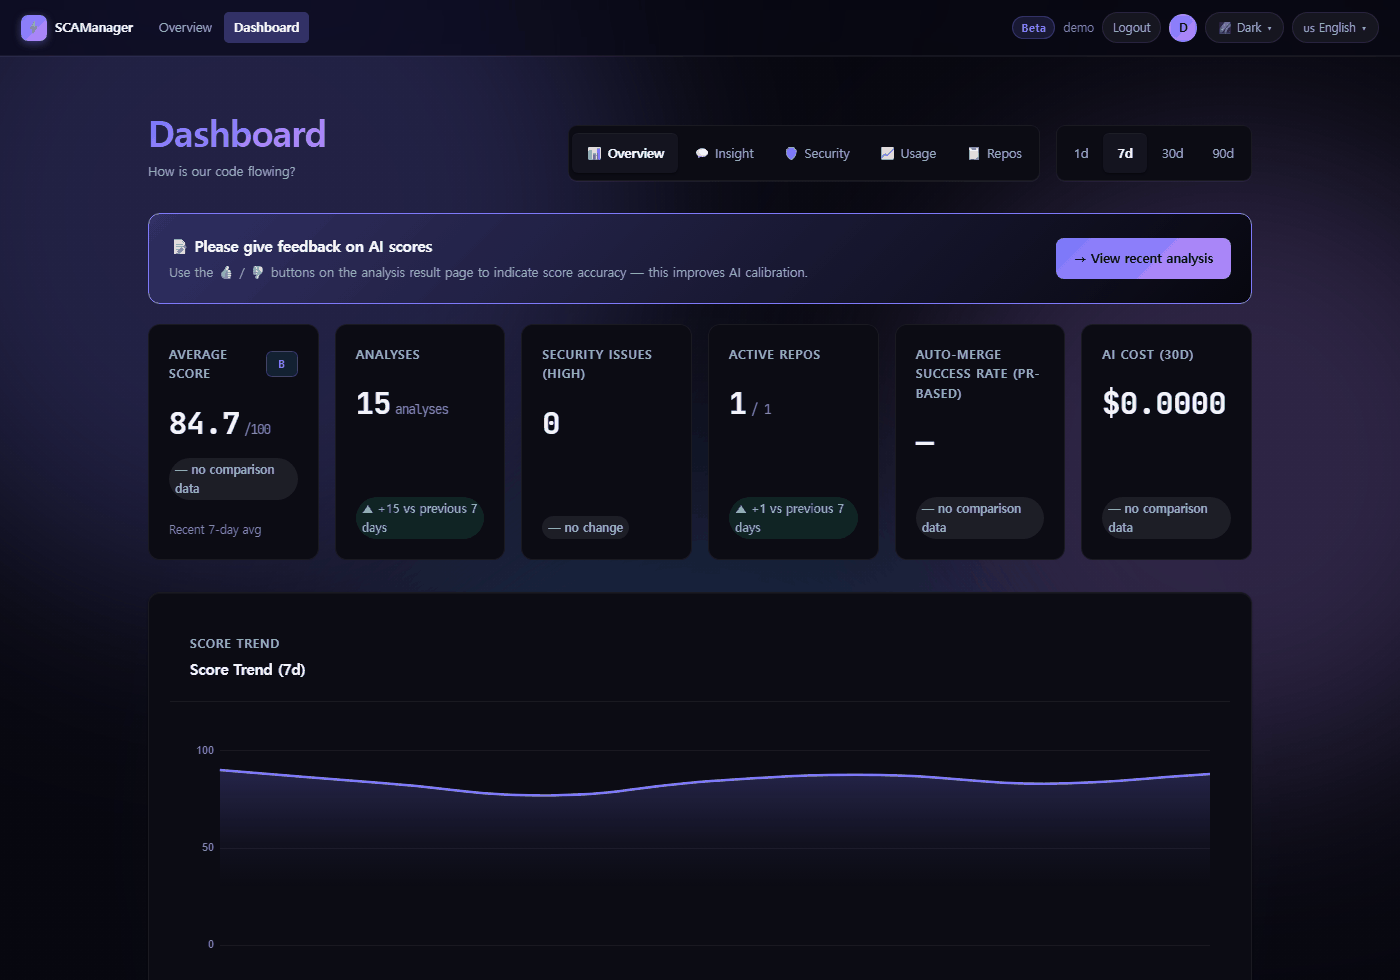 SCAManager
Overview
Dashboard
Beta
demo
Logout
D
Dark
us English
Dashboard
How is our code flowing?
Overview
Insight
Security
Usage
Repos
1d
7d
30d
90d
Please give feedback on AI scores
Use the 👍 / 👎 buttons on the analysis result page to indicate score accuracy — this improves AI calibration.
→ View recent analysis
AVERAGE
SCORE
B
84.7 /100
— no comparison
data
Recent 7-day avg
ANALYSES
15 analyses
▲ +15 vs previous 7
days
SECURITY ISSUES
(HIGH)
0
— no change
ACTIVE REPOS
1 / 1
▲ +1 vs previous 7
days
AUTO-MERGE
SUCCESS RATE (PR-
BASED)
—
— no comparison
data
AI COST (30D)
$0.0000
— no comparison
data
SCORE TREND
Score Trend (7d)
100
50
0